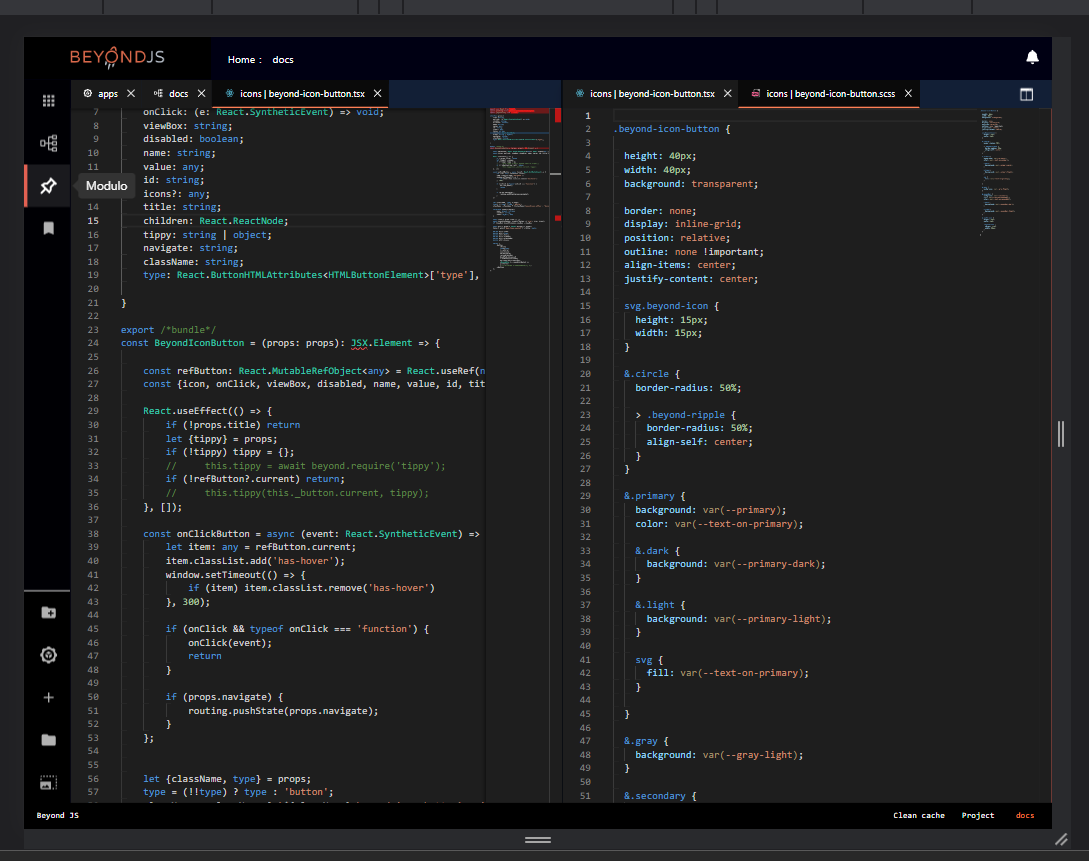 BEYONDJS
Home : docs
apps
docs
icons | beyond-icon-button.tsx
icons | beyond-icon-button.tsx
icons | beyond-icon-button.scss
Modulo
7 onClick: (e: React.SyntheticEvent) => void;
8 viewBox: string;
9 disabled: boolean;
10 name: string;
11 value: any;
id: string;
icons?: any;
14 title: string;
15 children: React.ReactNode;
16 tippy: string | object;
17 navigate: string;
18 className: string;
19 type: React.ButtonHTMLAttributes<HTMLButtonElement>['type'],
20
21 }
22
23 export /*bundle*/
24 const BeyondIconButton = (props: props): JSX.Element => {
25
26 const refButton: React.MutableRefObject<any> = React.useRef(n
27 const {icon, onClick, viewBox, disabled, name, value, id, tit
28
29 React.useEffect(() => {
30 if (!props.title) return
31 let {tippy} = props;
32 if (!tippy) tippy = {};
33 // this.tippy = await beyond.require('tippy');
34 if (!refButton?.current) return;
35 // this.tippy(this._button.current, tippy);
36 }, []);
37
38 const onClickButton = async (event: React.SyntheticEvent) =>
39 let item: any = refButton.current;
40 item.classList.add('has-hover');
41 window.setTimeout(() => {
42 if (item) item.classList.remove('has-hover')
43 }, 300);
44
45 if (onClick && typeof onClick === 'function') {
46 onClick(event);
47 return
48 }
49
50 if (props.navigate) {
51 routing.pushState(props.navigate);
52 }
53 };
54
55
56 let {className, type} = props;
57 type = (!!type) ? type : 'button';
1
2 .beyond-icon-button {
3
4 height: 40px;
5 width: 40px;
6 background: transparent;
7
8 border: none;
9 display: inline-grid;
10 position: relative;
11 outline: none !important;
12 align-items: center;
13 justify-content: center;
14
15 svg.beyond-icon {
16 height: 15px;
17 width: 15px;
18 }
19
20 &.circle {
21 border-radius: 50%;
22
23 > .beyond-ripple {
24 border-radius: 50%;
25 align-self: center;
26 }
27 }
28
29 &.primary {
30 background: var(--primary);
31 color: var(--text-on-primary);
32
33 &.dark {
34 background: var(--primary-dark);
35 }
36
37 &.light {
38 background: var(--primary-light);
39 }
40
41 svg {
42 fill: var(--text-on-primary);
43 }
44
45 }
46
47 &.gray {
48 background: var(--gray-light);
49 }
50
51 &.secondary {
Beyond JS
Clean cache
Project
docs